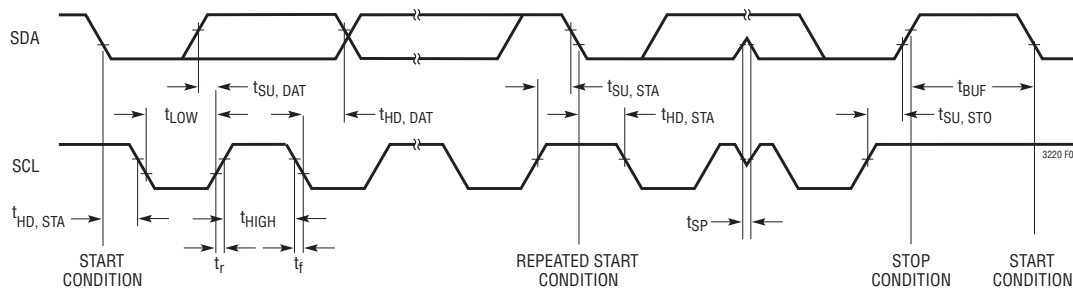 SDA
tSU, DAT
tSU, STA
tBUF
tLOW
tHD, DAT
tHD, STA
tSU, STO
SCL
3220 F0
tHD, STA
tHIGH
tSP
tr
tf
START
CONDITION
REPEATED START
CONDITION
STOP
CONDITION
START
CONDITION